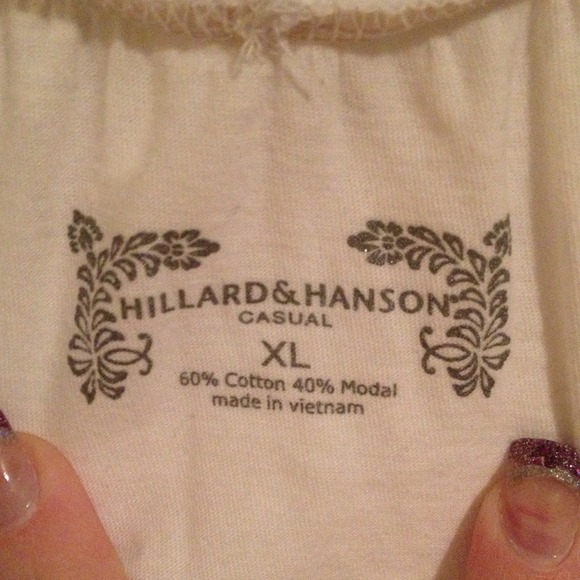 HILLARD&HANSON
CASUAL
XL
60% Cotton 40% Modal
made in vietnam